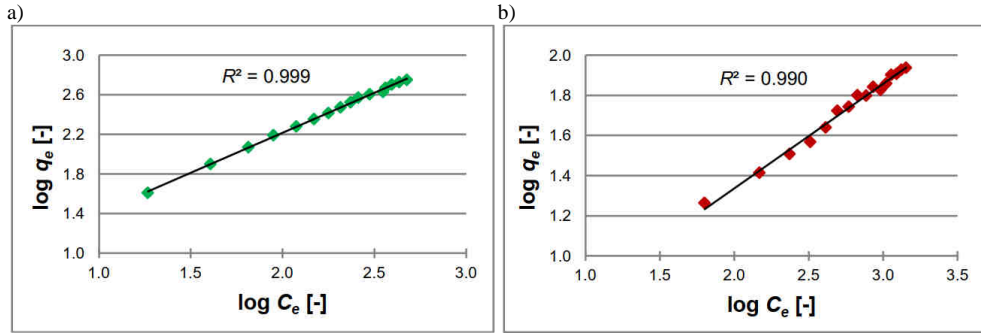 a)
3.0
2.6
2.2
1.8
1.4
1.0
log qe [-]
R² = 0.999
1.0 1.5 2.0 2.5 3.0
log Ce [-]
b)
2.0
1.8
1.6
1.4
1.2
1.0
log qe [-]
R² = 0.990
1.0 1.5 2.0 2.5 3.0 3.5
log Ce [-]